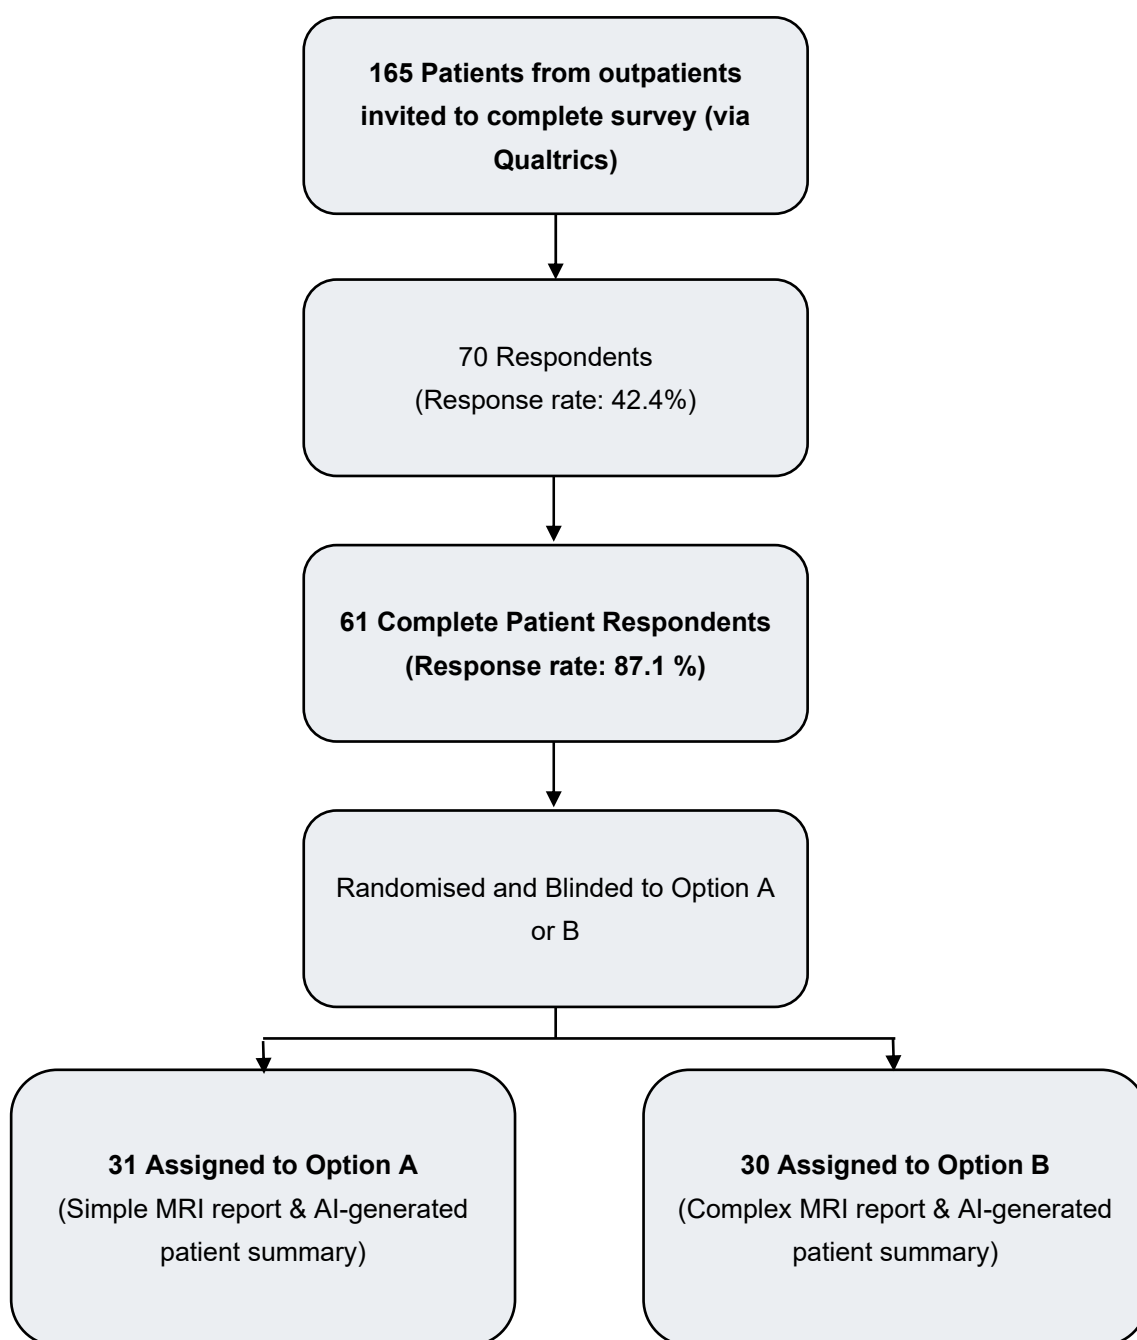 165 Patients from outpatients
invited to complete survey (via
Qualtrics)
70 Respondents
(Response rate: 42.4%)
61 Complete Patient Respondents
(Response rate: 87.1 %)
Randomised and Blinded to Option A
or B
31 Assigned to Option A
(Simple MRI report & AI-generated
patient summary)
30 Assigned to Option B
(Complex MRI report & AI-generated
patient summary)